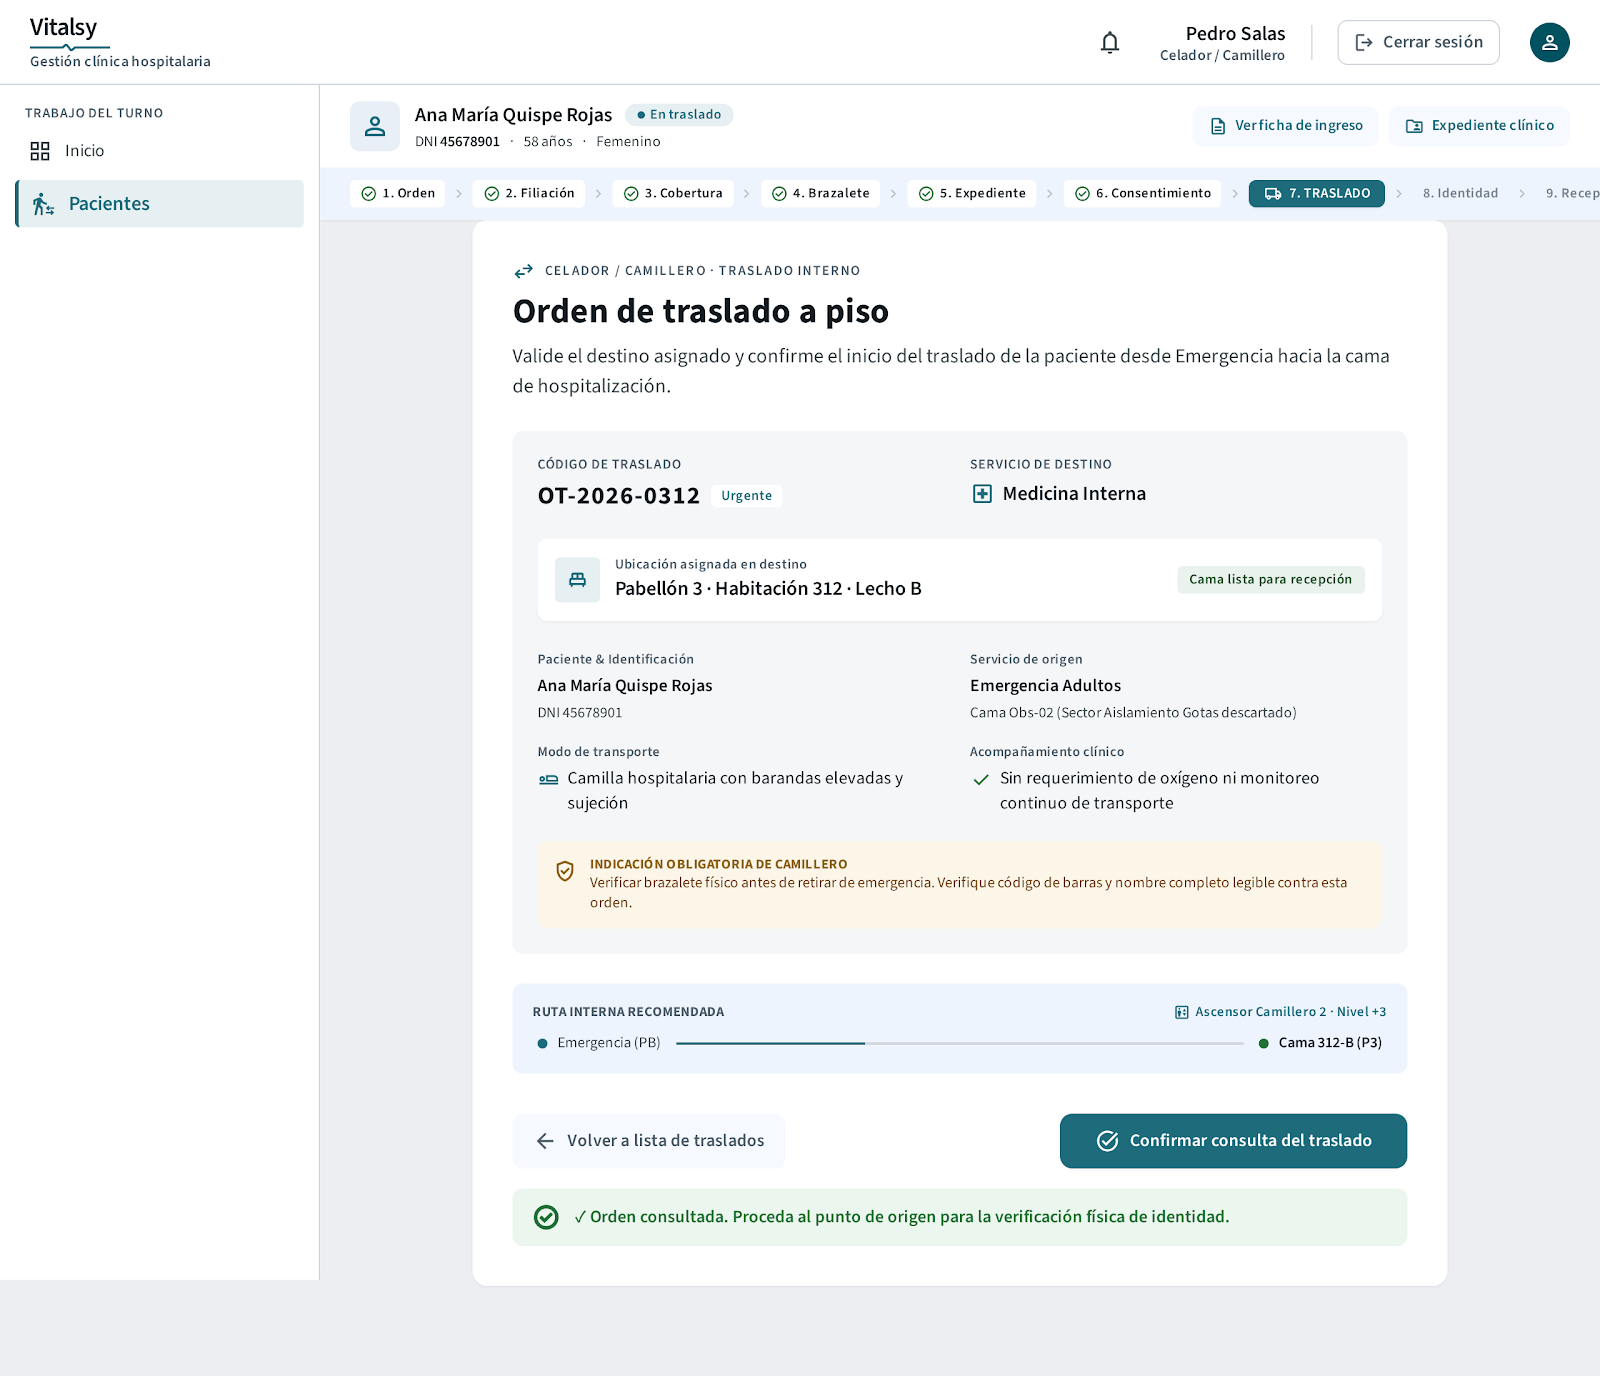 Vitalsy
Gestión clínica hospitalaria
Pedro Salas
Celador / Camillero
Cerrar sesión
TRABAJO DEL TURNO
Inicio
Pacientes
Ana María Quispe Rojas
En traslado
DNI 45678901 · 58 años · Femenino
Ver ficha de ingreso
Expediente clínico
1. Orden
2. Filiación
3. Cobertura
4. Brazalete
5. Expediente
6. Consentimiento
7. TRASLADO
8. Identidad
9. Recep
CELADOR / CAMILLERO · TRASLADO INTERNO
Orden de traslado a piso
Valide el destino asignado y confirme el inicio del traslado de la paciente desde Emergencia hacia la cama
de hospitalización.
CÓDIGO DE TRASLADO
OT-2026-0312
Urgente
SERVICIO DE DESTINO
Medicina Interna
Ubicación asignada en destino
Pabellón 3 · Habitación 312 · Lecho B
Cama lista para recepción
Paciente & Identificación
Ana María Quispe Rojas
DNI 45678901
Servicio de origen
Emergencia Adultos
Cama Obs-02 (Sector Aislamiento Gotas descartado)
Modo de transporte
Camilla hospitalaria con barandas elevadas y
sujeción
Acompañamiento clínico
Sin requerimiento de oxígeno ni monitoreo
continuo de transporte
INDICACIÓN OBLIGATORIA DE CAMILLERO
Verificar brazalete físico antes de retirar de emergencia. Verifique código de barras y nombre completo legible contra esta
orden.
RUTA INTERNA RECOMENDADA
Ascensor Camillero 2 · Nivel +3
Emergencia (PB)
Cama 312-B (P3)
Volver a lista de traslados
Confirmar consulta del traslado
✓ Orden consultada. Proceda al punto de origen para la verificación física de identidad.